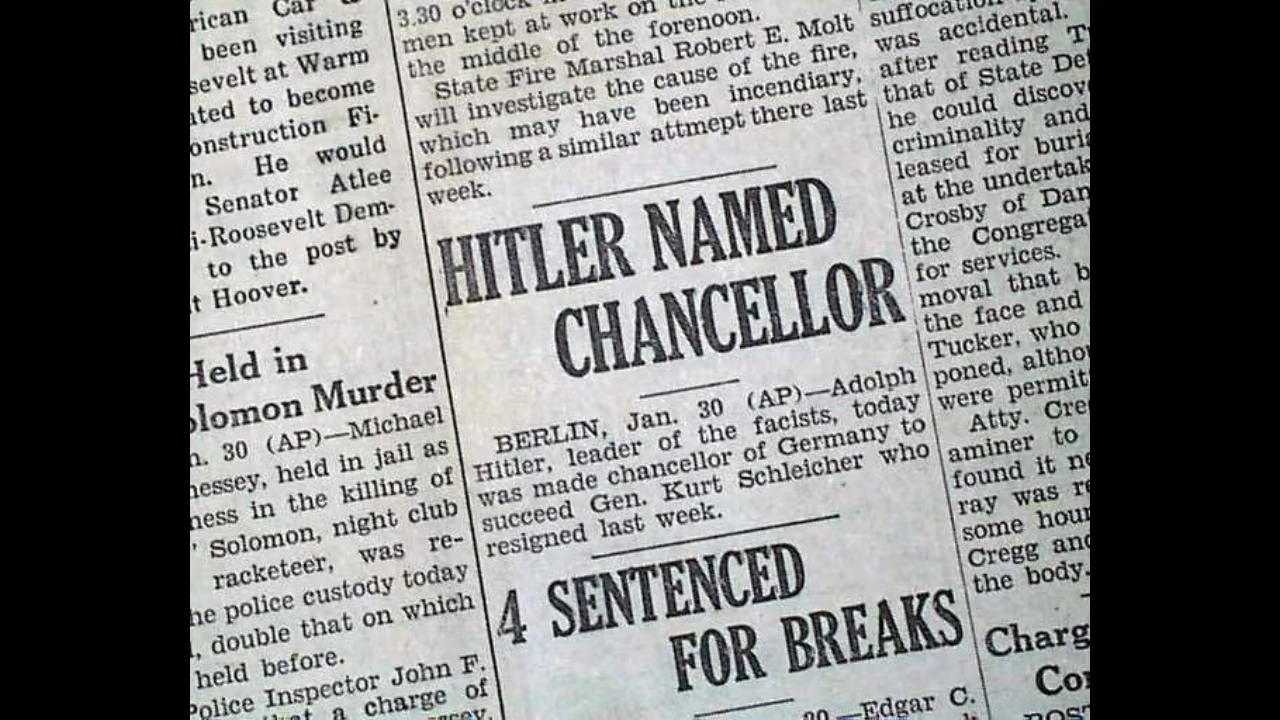 rican Car &
been visiting
sevelt at Warm
ated to become
onstruction Fi-
n. He would
Senator Atlee
i-Roosevelt Dem-
to the post by
t Hoover.
Held in
olomon Murder
n. 30 (AP)—Michael
nessey, held in jail as
ness in the killing of
' Solomon, night club
racketeer, was re-
he police custody today
, double that on which
held before.
Police Inspector John F.
a charge of
3.30 o'clock
men kept at work on
the middle of the forenoon.
State Fire Marshal Robert E. Molt
will investigate the cause of the fire,
which may have been incendiary,
following a similar attmept there last
week.
HITLER NAMED
CHANCELLOR
BERLIN, Jan. 30 (AP)—Adolph
Hitler, leader of the facists, today
was made chancellor of Germany to
succeed Gen. Kurt Schleicher who
resigned last week.
4 SENTENCED
FOR BREAKS
—Edgar C.
suffocation
was accidental.
after reading T
that of State De
he could discov
criminality and
leased for buria
at the undertak
Crosby of Dan
the Congrega
for services.
moval that b
the face and
Tucker, who
poned, altho
were permit
Atty. Cre
aminer to
found it ne
ray was re
some hour
Cregg and
the body.
Charg
Co